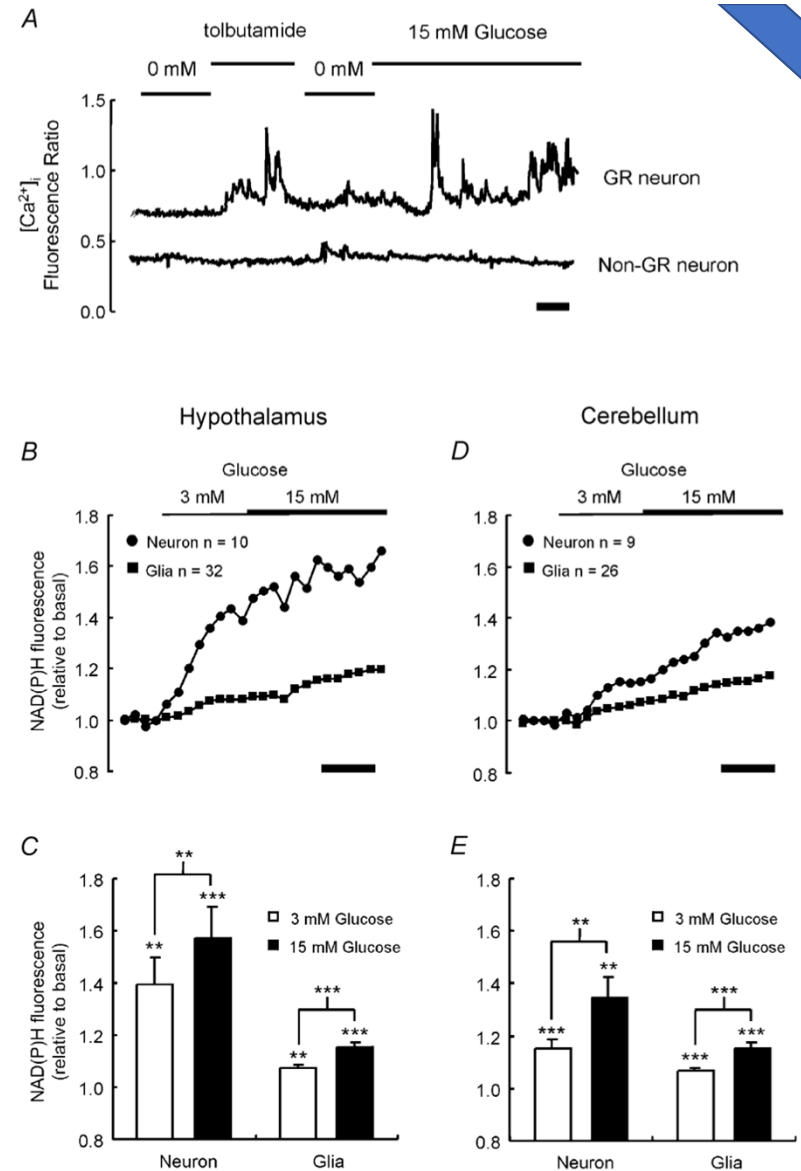 A
tolbutamide
15 mM Glucose
0 mM
0 mM
1.5
1.0
0.5
0.0
[Ca²⁺]ᵢ
Fluorescence Ratio
GR neuron
Non-GR neuron
Hypothalamus
B
Glucose
3 mM
15 mM
1.8
1.6
1.4
1.2
1.0
0.8
NAD(P)H fluorescence
(relative to basal)
Neuron n = 10
Glia n = 32
Cerebellum
D
Glucose
3 mM
15 mM
1.8
1.6
1.4
1.2
1.0
0.8
Neuron n = 9
Glia n = 26
C
1.8
1.6
1.4
1.2
1.0
0.8
NAD(P)H fluorescence
(relative to basal)
**
**
***
3 mM Glucose
15 mM Glucose
***
**
***
Neuron
Glia
E
1.8
1.6
1.4
1.2
1.0
0.8
**
***
**
3 mM Glucose
15 mM Glucose
***
***
***
Neuron
Glia